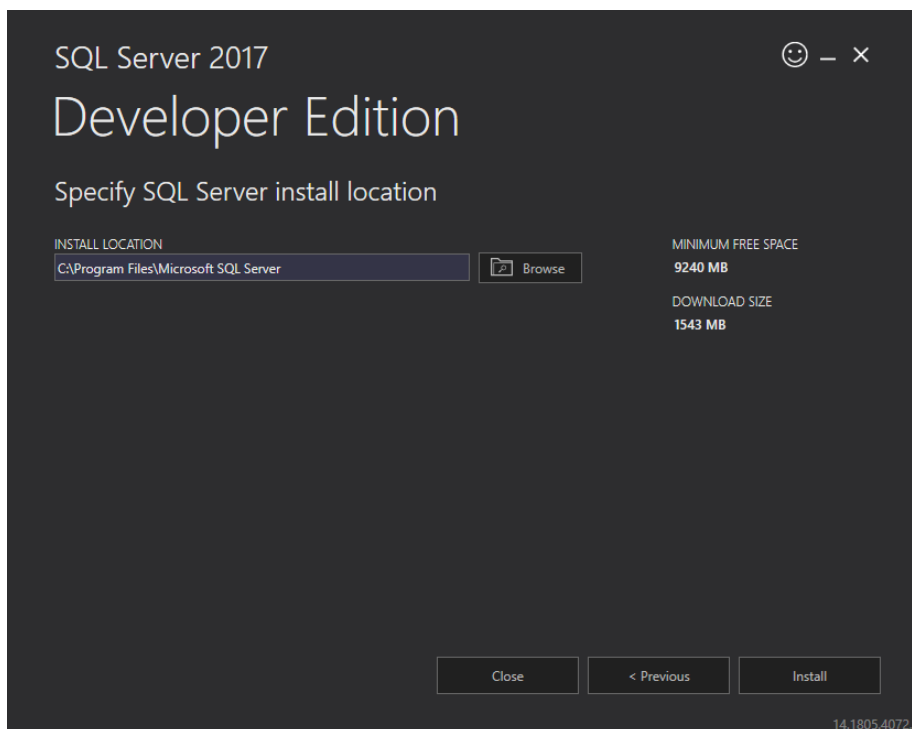 SQL Server 2017
Developer Edition
Specify SQL Server install location
INSTALL LOCATION
C:\Program Files\Microsoft SQL Server
Browse
MINIMUM FREE SPACE
9240 MB
DOWNLOAD SIZE
1543 MB
Close
< Previous
Install
14.1805.4072.